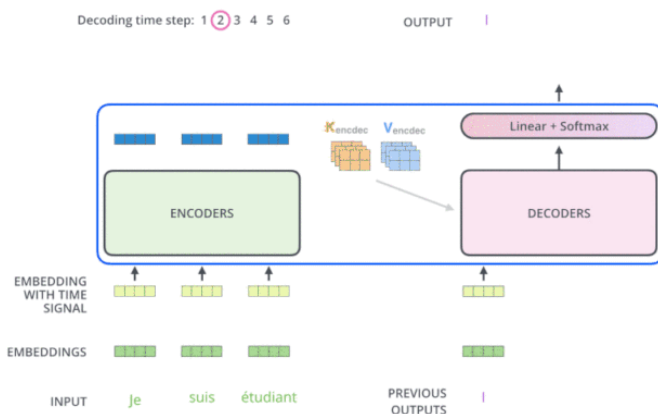 Decoding time step: 1 2 3 4 5 6 OUTPUT I
Kencdec Vencdec
Linear + Softmax
ENCODERS DECODERS
EMBEDDING
WITH TIME
SIGNAL
EMBEDDINGS
INPUT Je suis étudiant PREVIOUS
OUTPUTS I